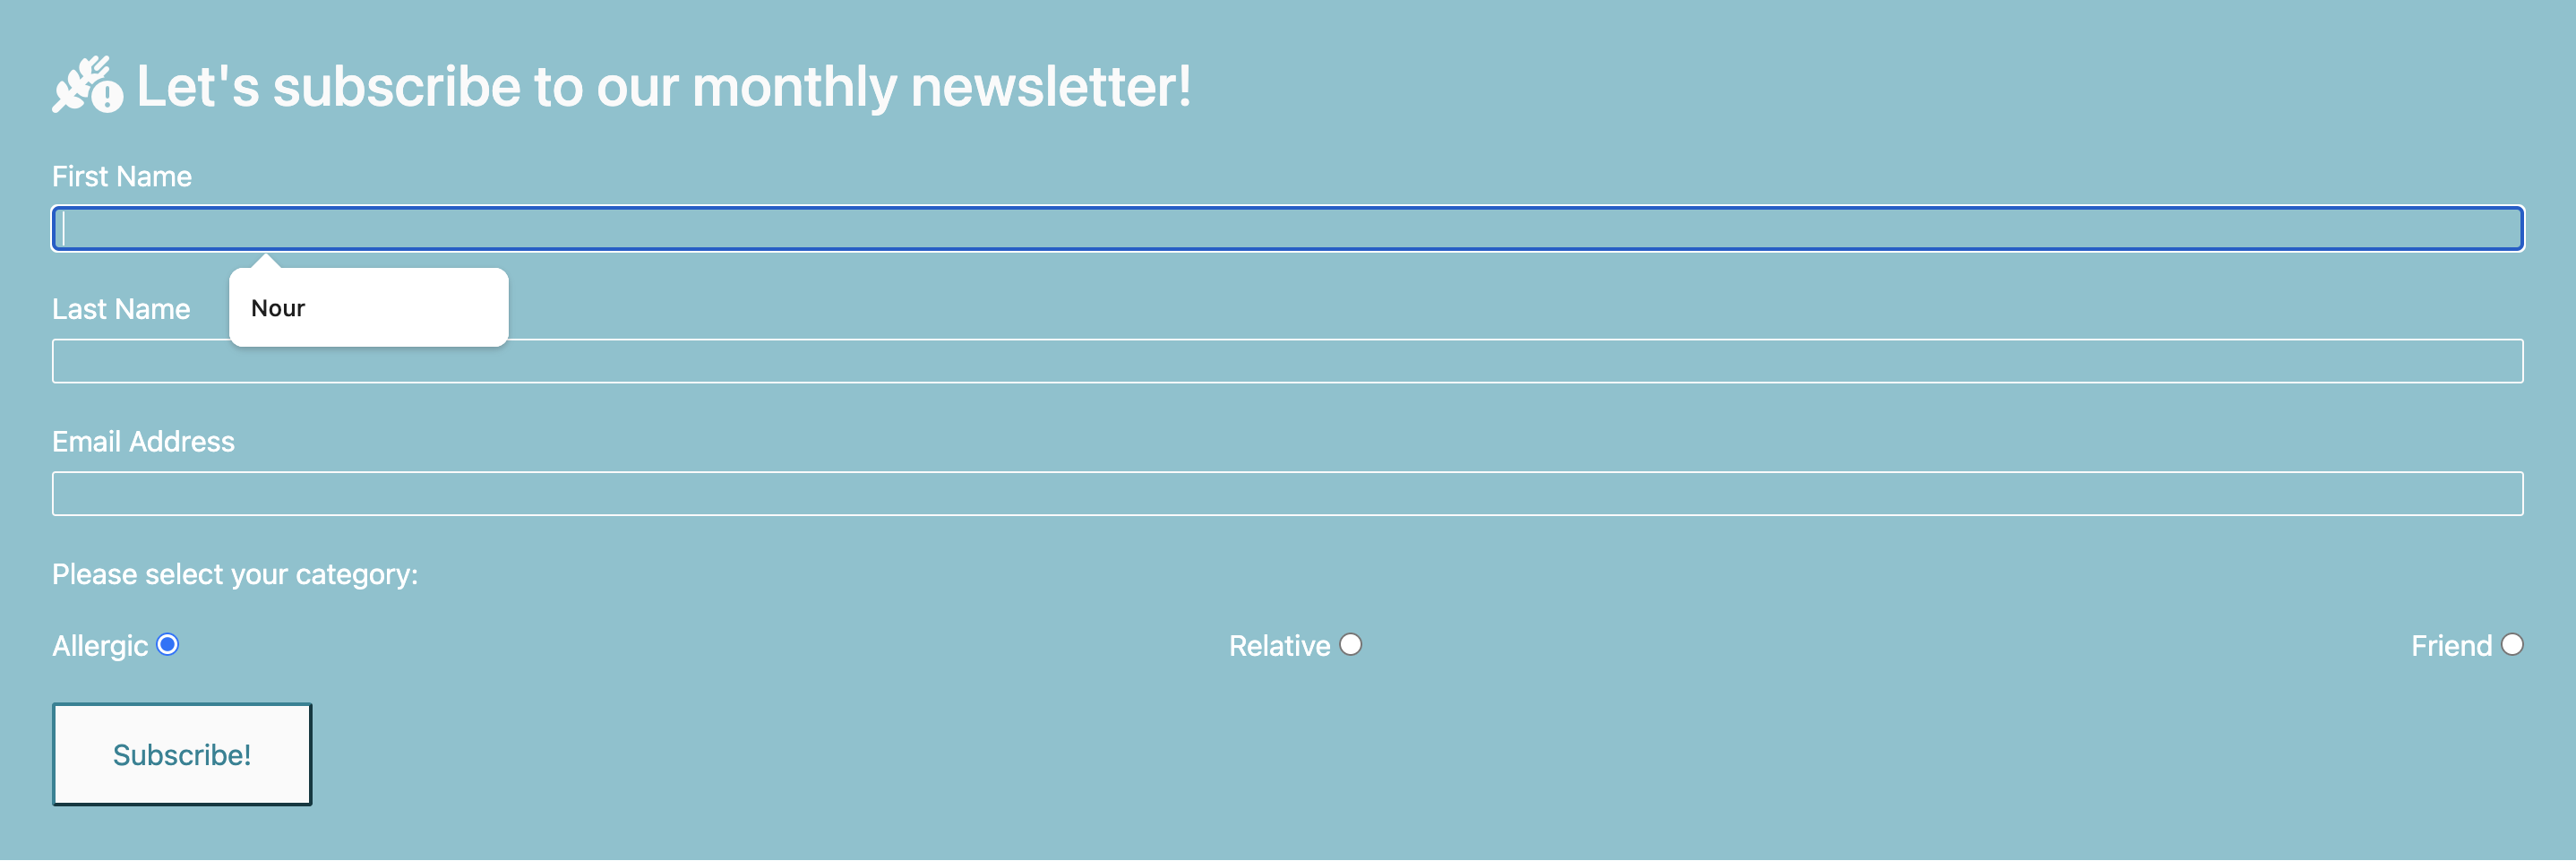 Let's subscribe to our monthly newsletter!
First Name
Nour
Last Name
Email Address
Please select your category:
Allergic
Relative
Friend
Subscribe!